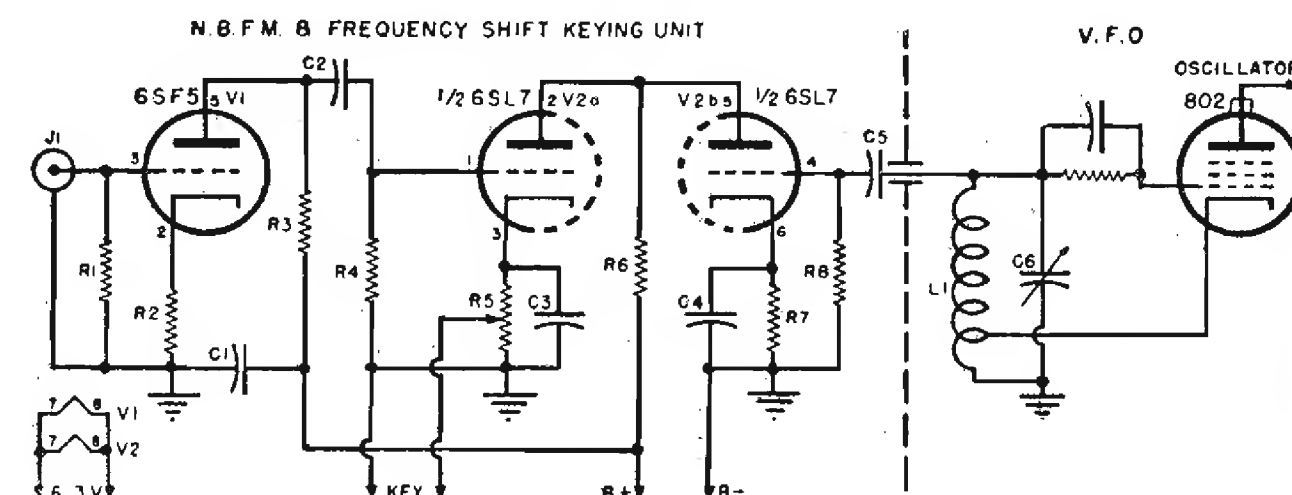 N.B.F.M. & FREQUENCY SHIFT KEYING UNIT
V.F.O
OSCILLATOR
802
C2
6SF5
5
V1
1/2 6SL7
2
V2a
V2b
5
1/2 6SL7
J1
3
1
4
C5
2
3
6
R3
R1
R2
R4
R5
C3
R6
C4
R7
R8
L1
C6
C1
7
8
V1
7
8
V2
6.3V
KEY
B+
B-